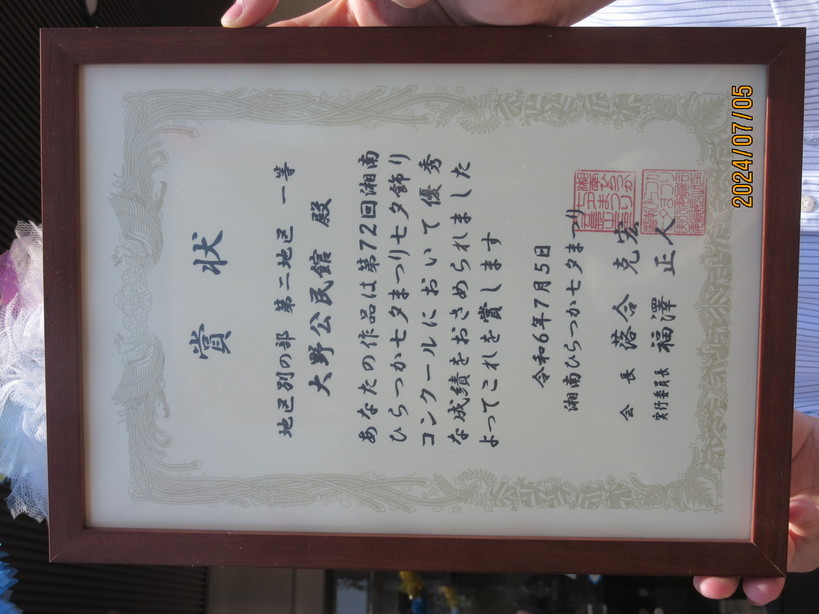 賞状
地区別の部 第二地区 一等
大野公民館 殿
あなたの作品は第72回湘南
ひらつか七夕まつり七夕飾り
コンクールにおいて優秀
な成績をおさめられました
よってこれを賞します
令和6年7月5日
湘南ひらつか七夕まつり
会長 落合克宏
実行委員長 福澤正人
2024/07/05